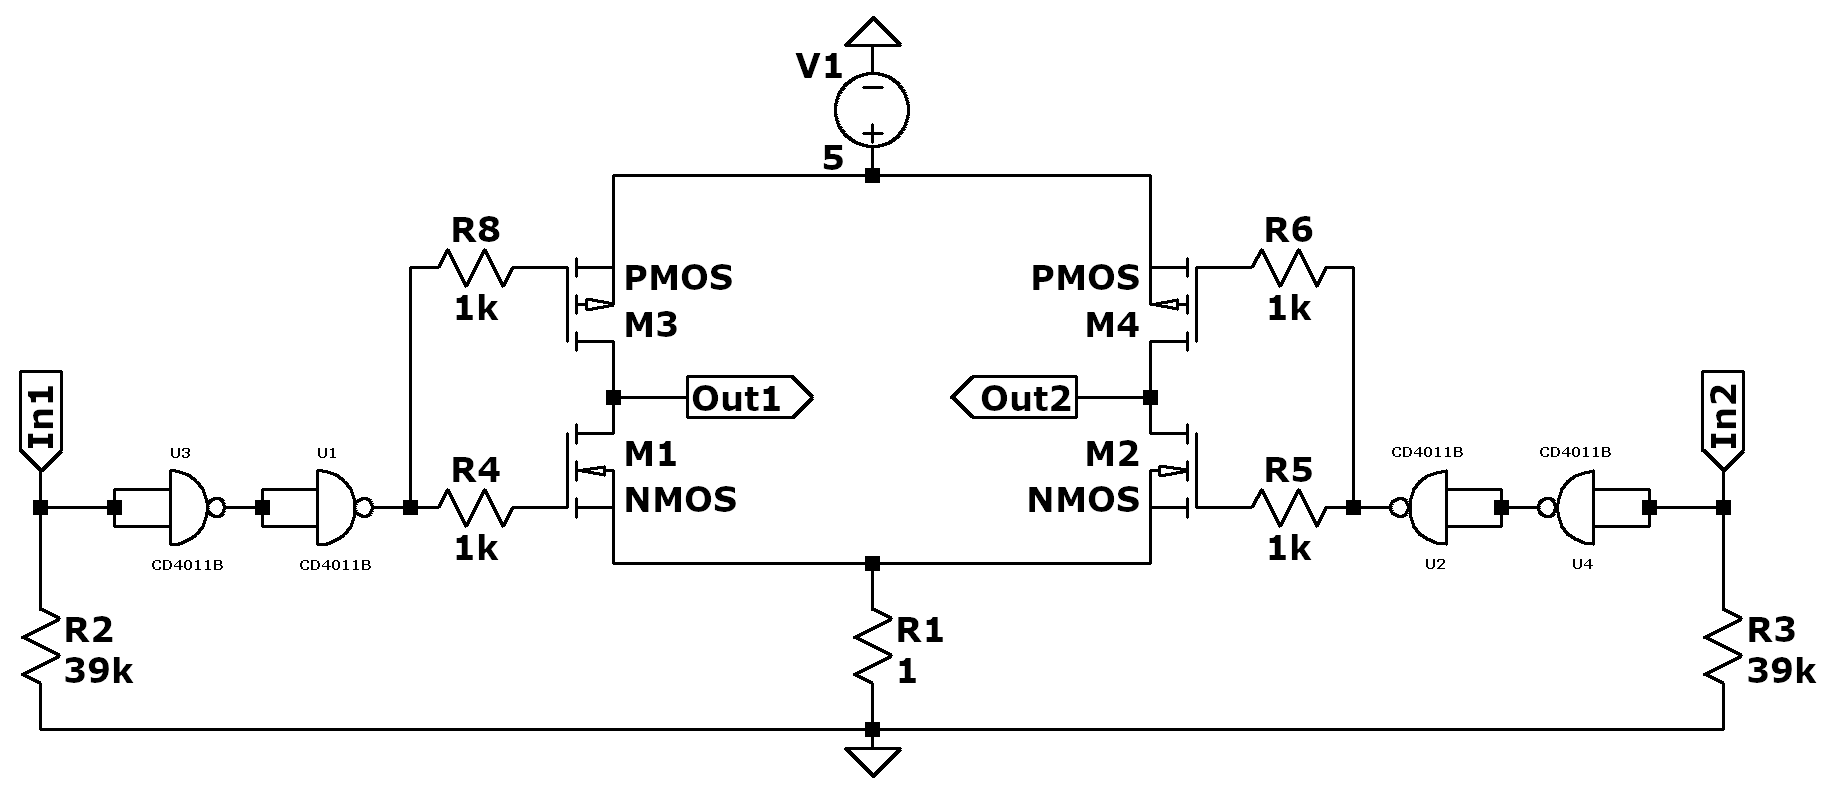 V1
-
+
5
R8
1k
PMOS
M3
R6
1k
PMOS
M4
In1
Out1
Out2
In2
U3
CD4011B
U1
CD4011B
R4
1k
M1
NMOS
M2
NMOS
R5
1k
CD4011B
U2
CD4011B
U4
R2
39k
R1
1
R3
39k